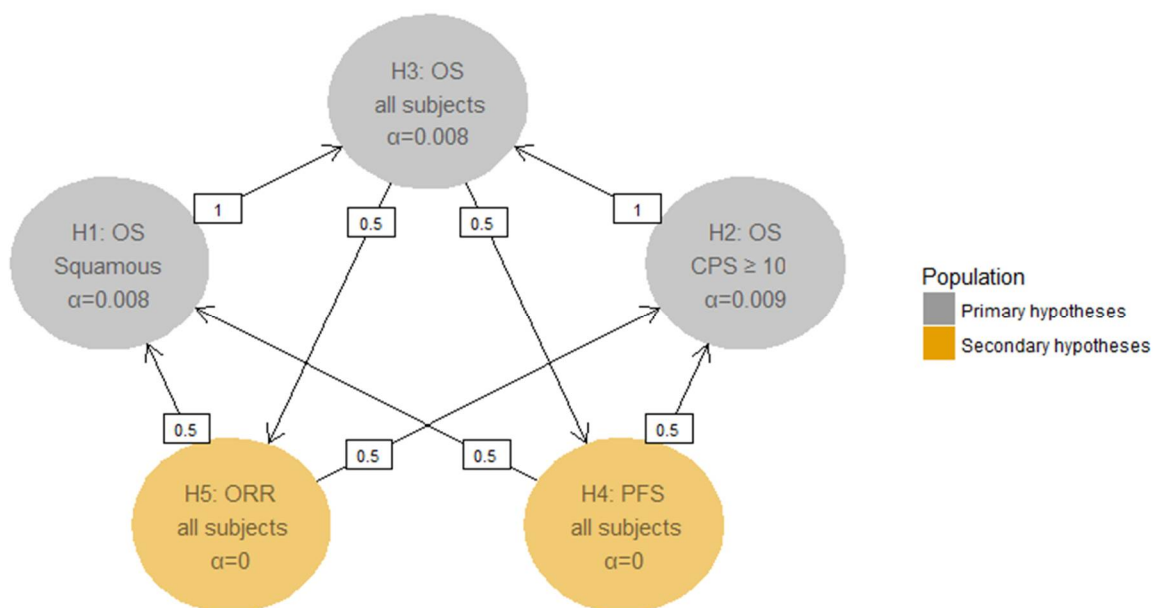 H3: OS
all subjects
α=0.008
1
0.5
0.5
1
H1: OS
Squamous
α=0.008
H2: OS
CPS ≥ 10
α=0.009
Population
Primary hypotheses
Secondary hypotheses
0.5
0.5
0.5
0.5
H5: ORR
all subjects
α=0
H4: PFS
all subjects
α=0